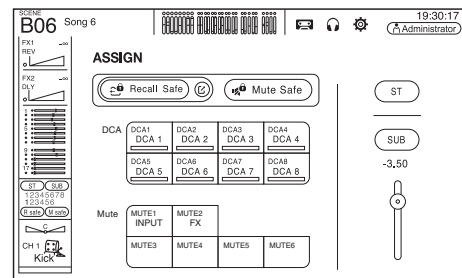 SCENE
B06 Song 6
19:30:17
Administrator
FX1 -∞
REV
FX2 -∞
DLY
1
9
17
ST SUB
12345678
123456
R safe M safe
C
CH 1
Kick
ASSIGN
Recall Safe
Mute Safe
DCA
DCA1 DCA2 DCA3 DCA4
DCA 1 DCA 2 DCA 3 DCA 4
DCA5 DCA6 DCA7 DCA8
DCA 5 DCA 6 DCA 7 DCA 8
Mute
MUTE1 MUTE2
INPUT FX
MUTE3 MUTE4 MUTE5 MUTE6
ST
SUB
-3.50